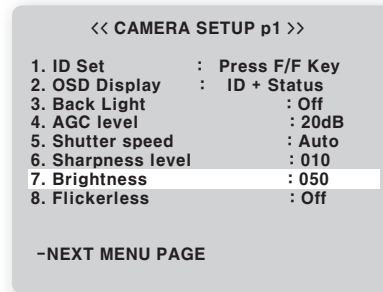 << CAMERA SETUP p1 >>
1. ID Set : Press F/F Key
2. OSD Display : ID + Status
3. Back Light : Off
4. AGC level : 20dB
5. Shutter speed : Auto
6. Sharpness level : 010
7. Brightness : 050
8. Flickerless : Off
-NEXT MENU PAGE